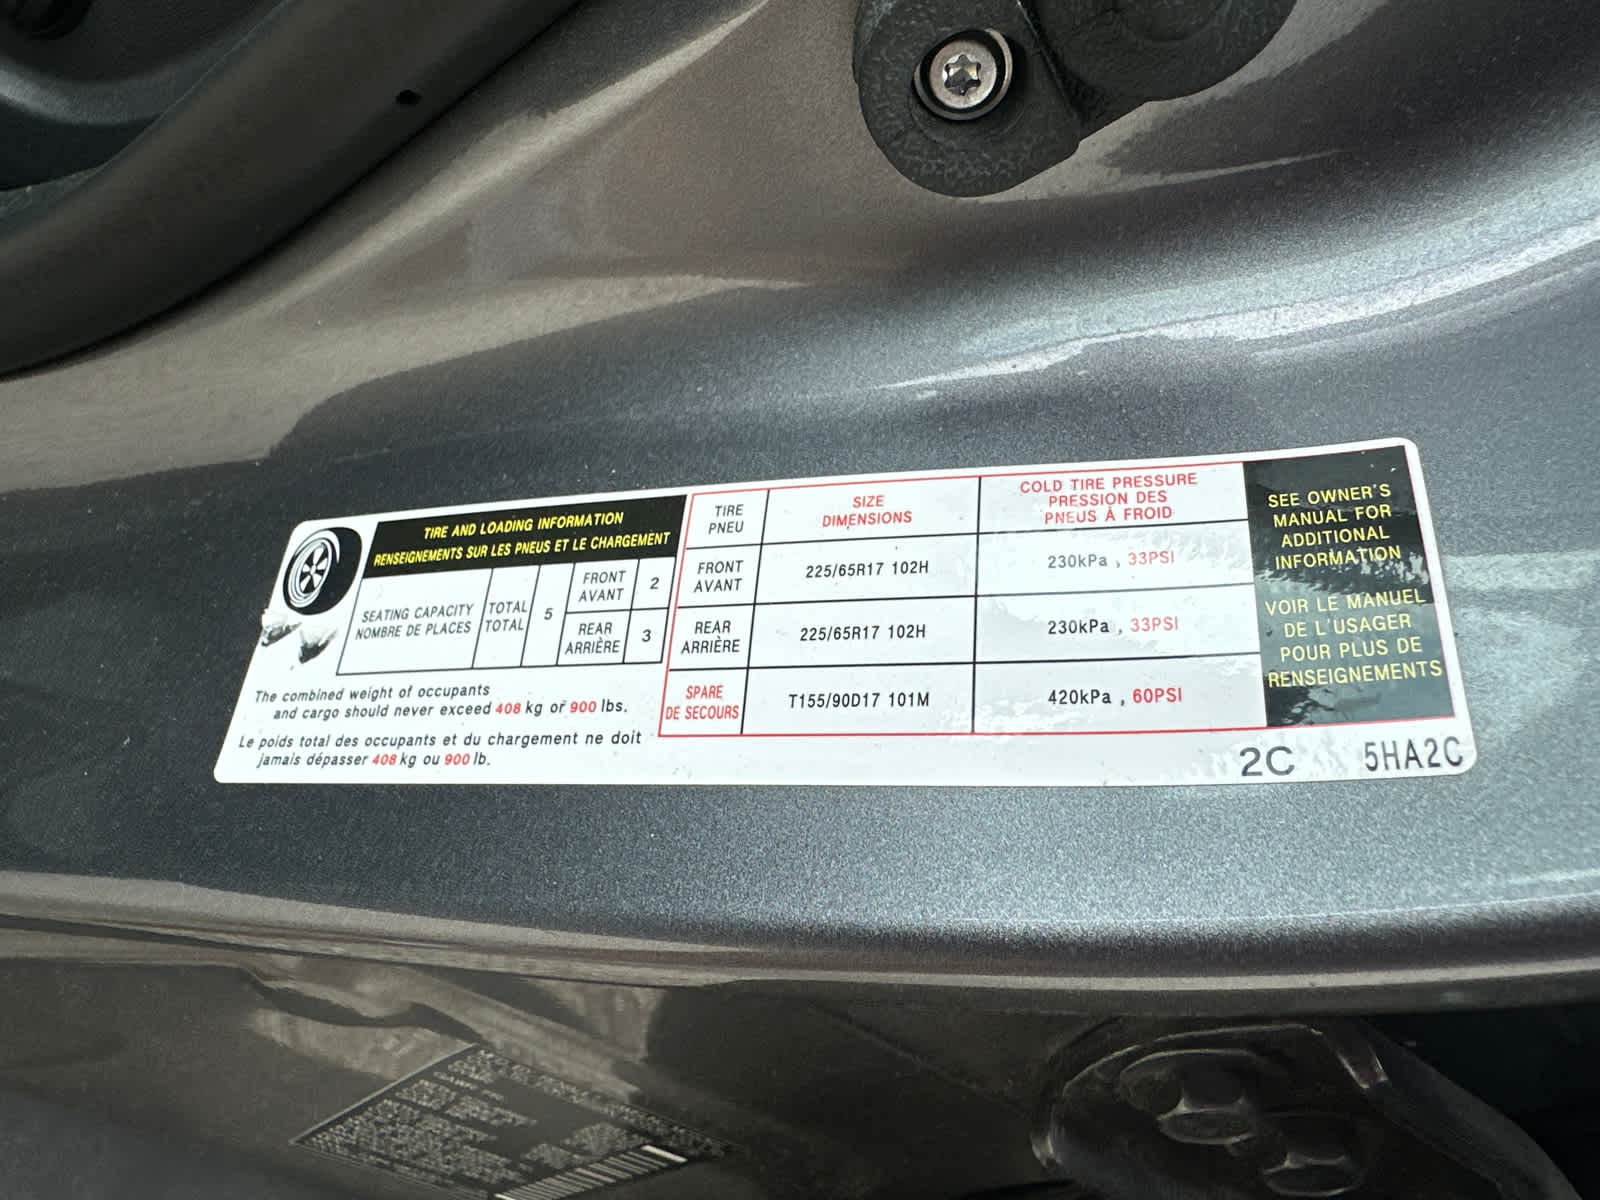 TIRE AND LOADING INFORMATION
RENSEIGNEMENTS SUR LES PNEUS ET LE CHARGEMENT
SEATING CAPACITY
NOMBRE DE PLACES
TOTAL
TOTAL
5
FRONT
AVANT
2
REAR
ARRIÈRE
3
The combined weight of occupants
and cargo should never exceed 408 kg or 900 lbs.
Le poids total des occupants et du chargement ne doit
jamais dépasser 408 kg ou 900 lb.
TIRE
PNEU
SIZE
DIMENSIONS
COLD TIRE PRESSURE
PRESSION DES
PNEUS À FROID
FRONT
AVANT
225/65R17 102H
230kPa , 33PSI
REAR
ARRIÈRE
225/65R17 102H
230kPa , 33PSI
SPARE
DE SECOURS
T155/90D17 101M
420kPa , 60PSI
SEE OWNER'S
MANUAL FOR
ADDITIONAL
INFORMATION
VOIR LE MANUEL
DE L'USAGER
POUR PLUS DE
RENSEIGNEMENTS
2C 5HA2C